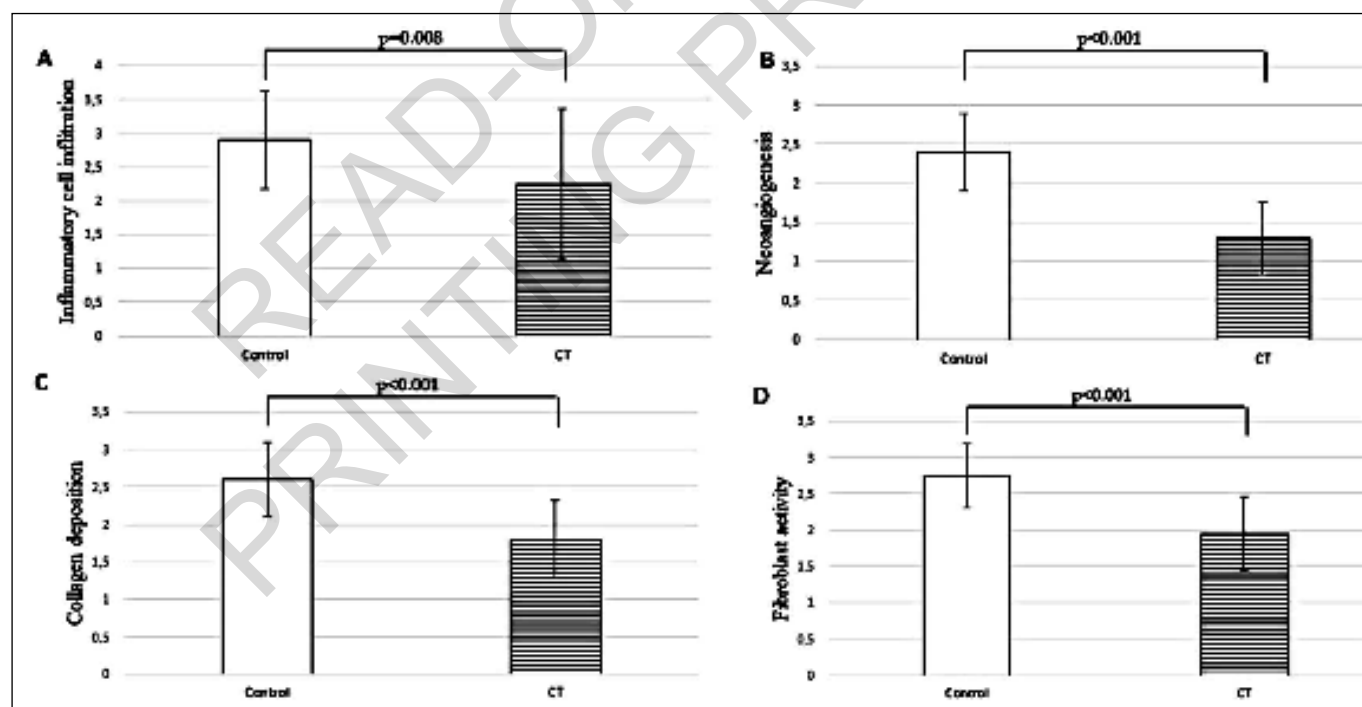 READ-O
PRINTING PR
A
p=0.008
Inflammatory cell inflitration
4
3,5
3
2,5
2
1,5
1
0,5
0
Control
CT
B
p<0.001
Neoangiogenesis
3,5
3
2,5
2
1,5
1
0,5
0
Control
CT
C
p<0.001
Collagen deposition
3,5
3
2,5
2
1,5
1
0,5
0
Control
CT
D
p<0.001
Fibroblast activity
3,5
3
2,5
2
1,5
1
0,5
0
Control
CT